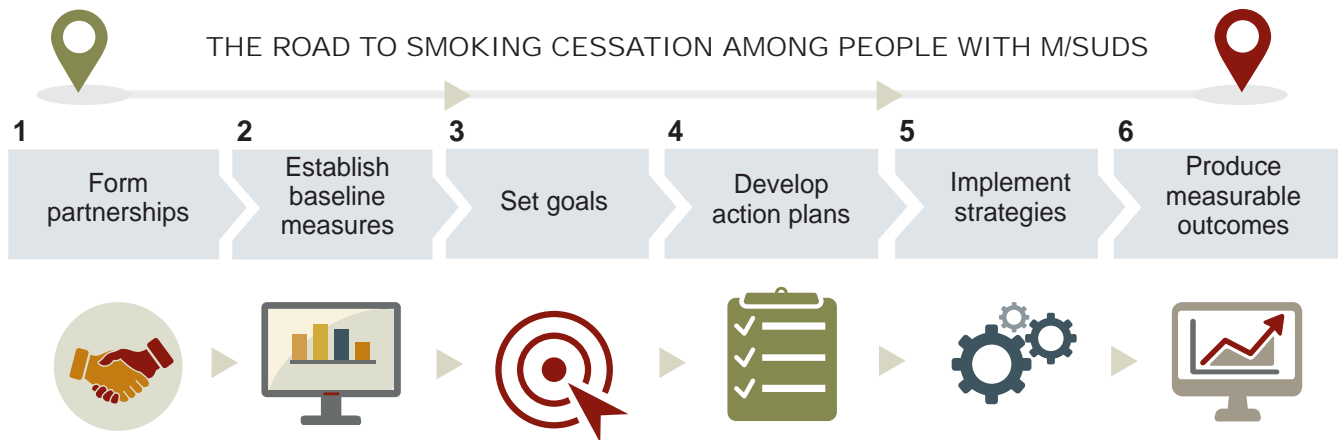 THE ROAD TO SMOKING CESSATION AMONG PEOPLE WITH M/SUDS
1
Form
partnerships
2
Establish
baseline
measures
3
Set goals
4
Develop
action plans
5
Implement
strategies
6
Produce
measurable
outcomes